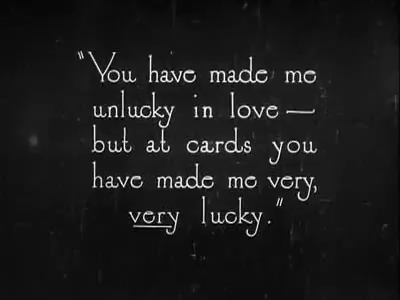 "You have made me
unlucky in love —
but at cards you
have made me very,
very lucky."